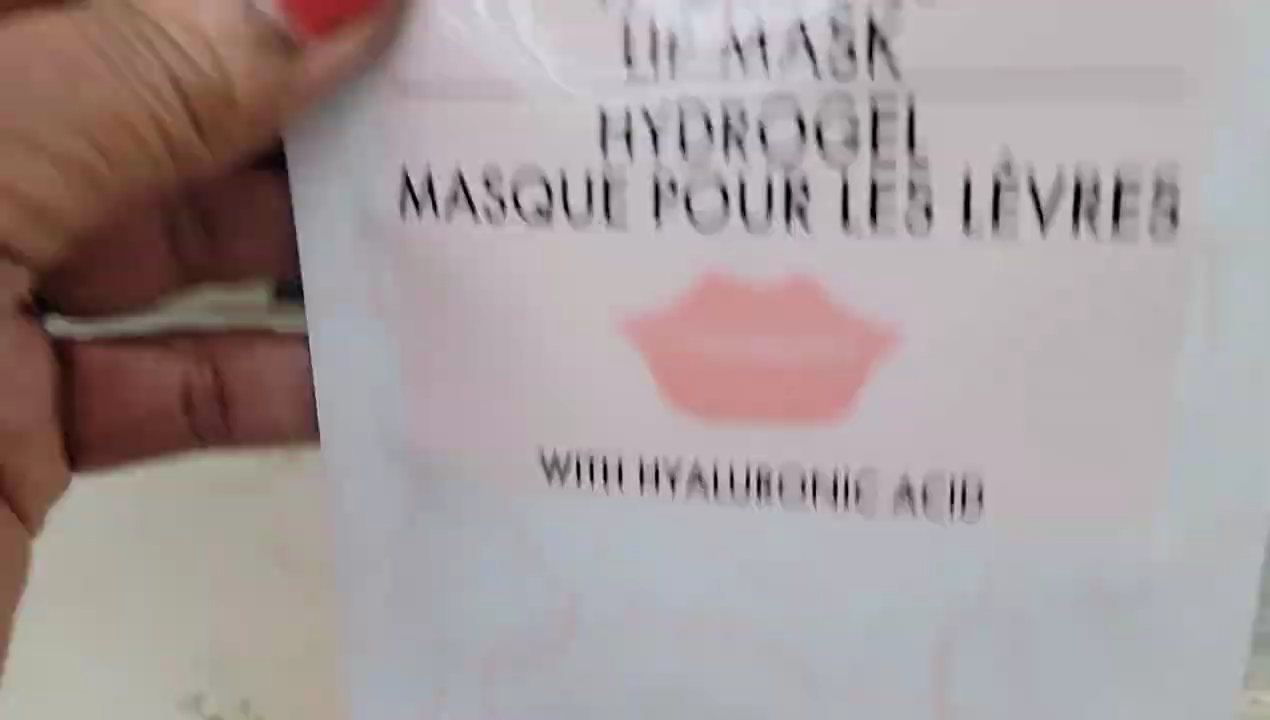 LIP MASK
HYDROGEL
MASQUE POUR LES LÈVRES
WITH HYALURONIC ACID